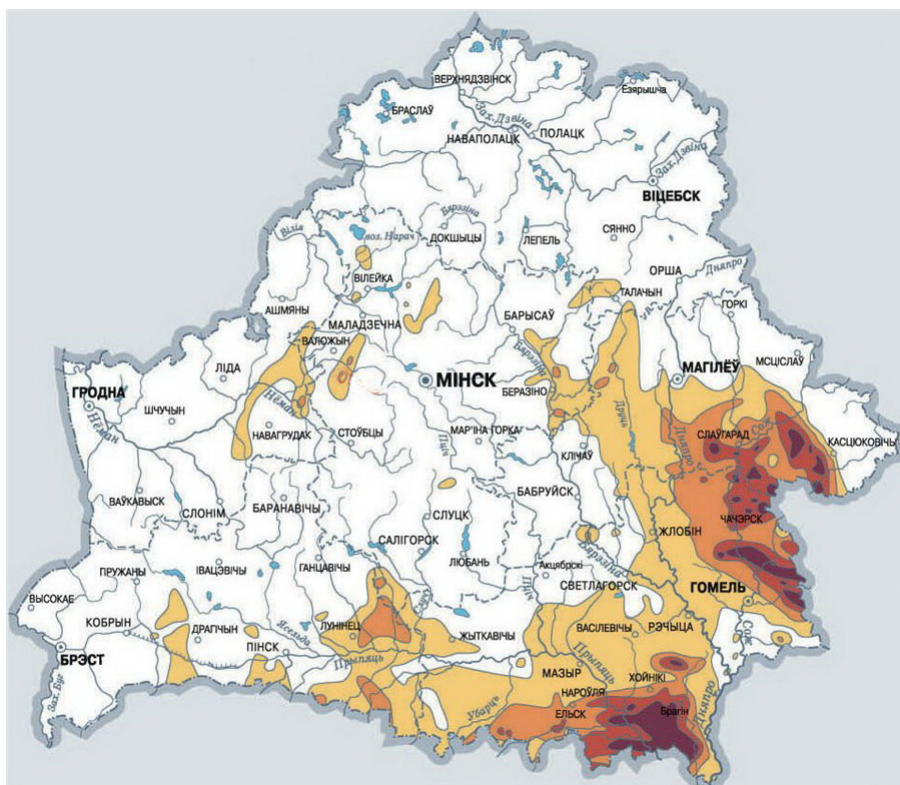 ВЕРХНЯДЗВІНСК
Езярышча
БРАСЛАЎ
Зах.Дзвіна
НАВАПОЛАЦК
ПОЛАЦК
Зах.Дзвіна
ВІЦЕБСК
Бярэзіна
Вілія
воз. Нарач
ДОКШЫЦЫ
ЛЕПЕЛЬ
СЯННО
ВІЛЕЙКА
ОРША
Дняпро
АШМЯНЫ
ТАЛАЧЫН
ГОРКІ
МАЛАДЗЕЧНА
БАРЫСАЎ
ВАЛОЖЫН
Бярэзіна
МСЦІСЛАЎ
ЛІДА
МІНСК
МАГІЛЁЎ
ГРОДНА
БЕРАЗІНО
ШЧУЧЫН
Нёман
Нёман
Друць
НАВАГРУДАК
СТОЎБЦЫ
МАР'ІНА ГОРКА
СЛАЎГАРАД
Сож
КАСЦЮКОВІЧЫ
Дняпро
КЛІЧАЎ
ВАЎКАВЫСК
СЛОНІМ
БАРАНАВІЧЫ
БАБРУЙСК
СЛУЦК
ЧАЧЭРСК
ЖЛОБІН
САЛІГОРСК
Бярэзіна
ПРУЖАНЫ
ІВАЦЭВІЧЫ
ГАНЦАВІЧЫ
ЛЮБАНЬ
Акцябрскі
ВЫСОКАЕ
СВЕТЛАГОРСК
ГОМЕЛЬ
КОБРЫН
ДРАГІЧЫН
Ясельда
ЛУНІНЕЦ
ВАСІЛЕВІЧЫ
РЭЧЫЦА
ЖЫТКАВІЧЫ
Сож
БРЭСТ
ПІНСК
Прыпяць
МАЗЫР
Прыпяць
ХОЙНІКІ
Зах. Буг
НАРОЎЛЯ
Убарць
ЕЛЬСК
Брагін
Дняпро